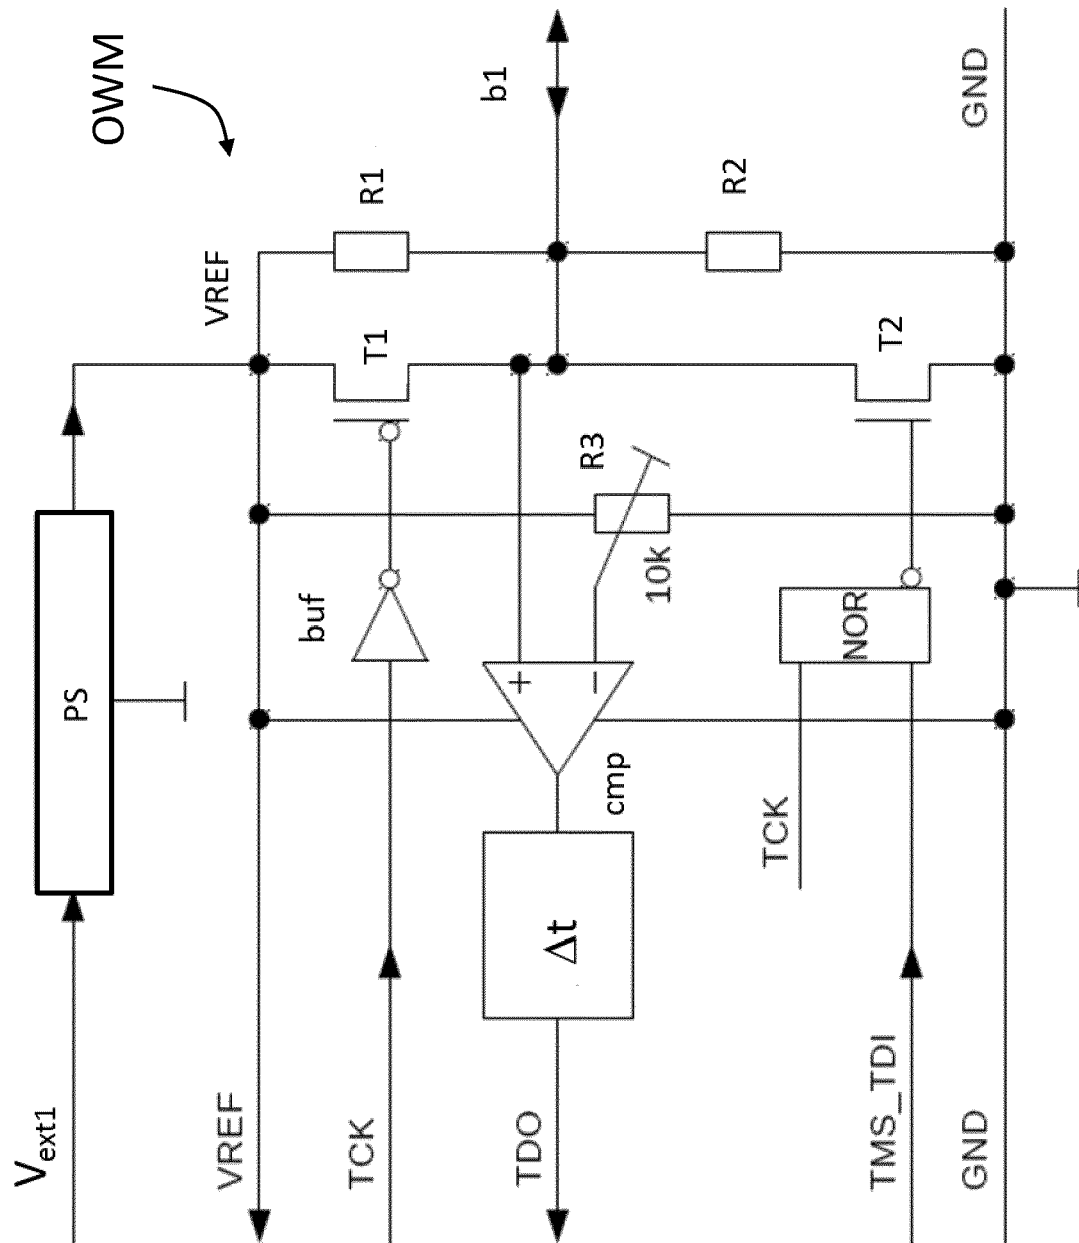 OWM
b1
GND
R1
R2
VREF
T1
T2
R3
10k
buf
NOR
PS
+
−
cmp
TCK
Δt
Vext1
VREF
TCK
TDO
TMS_TDI
GND